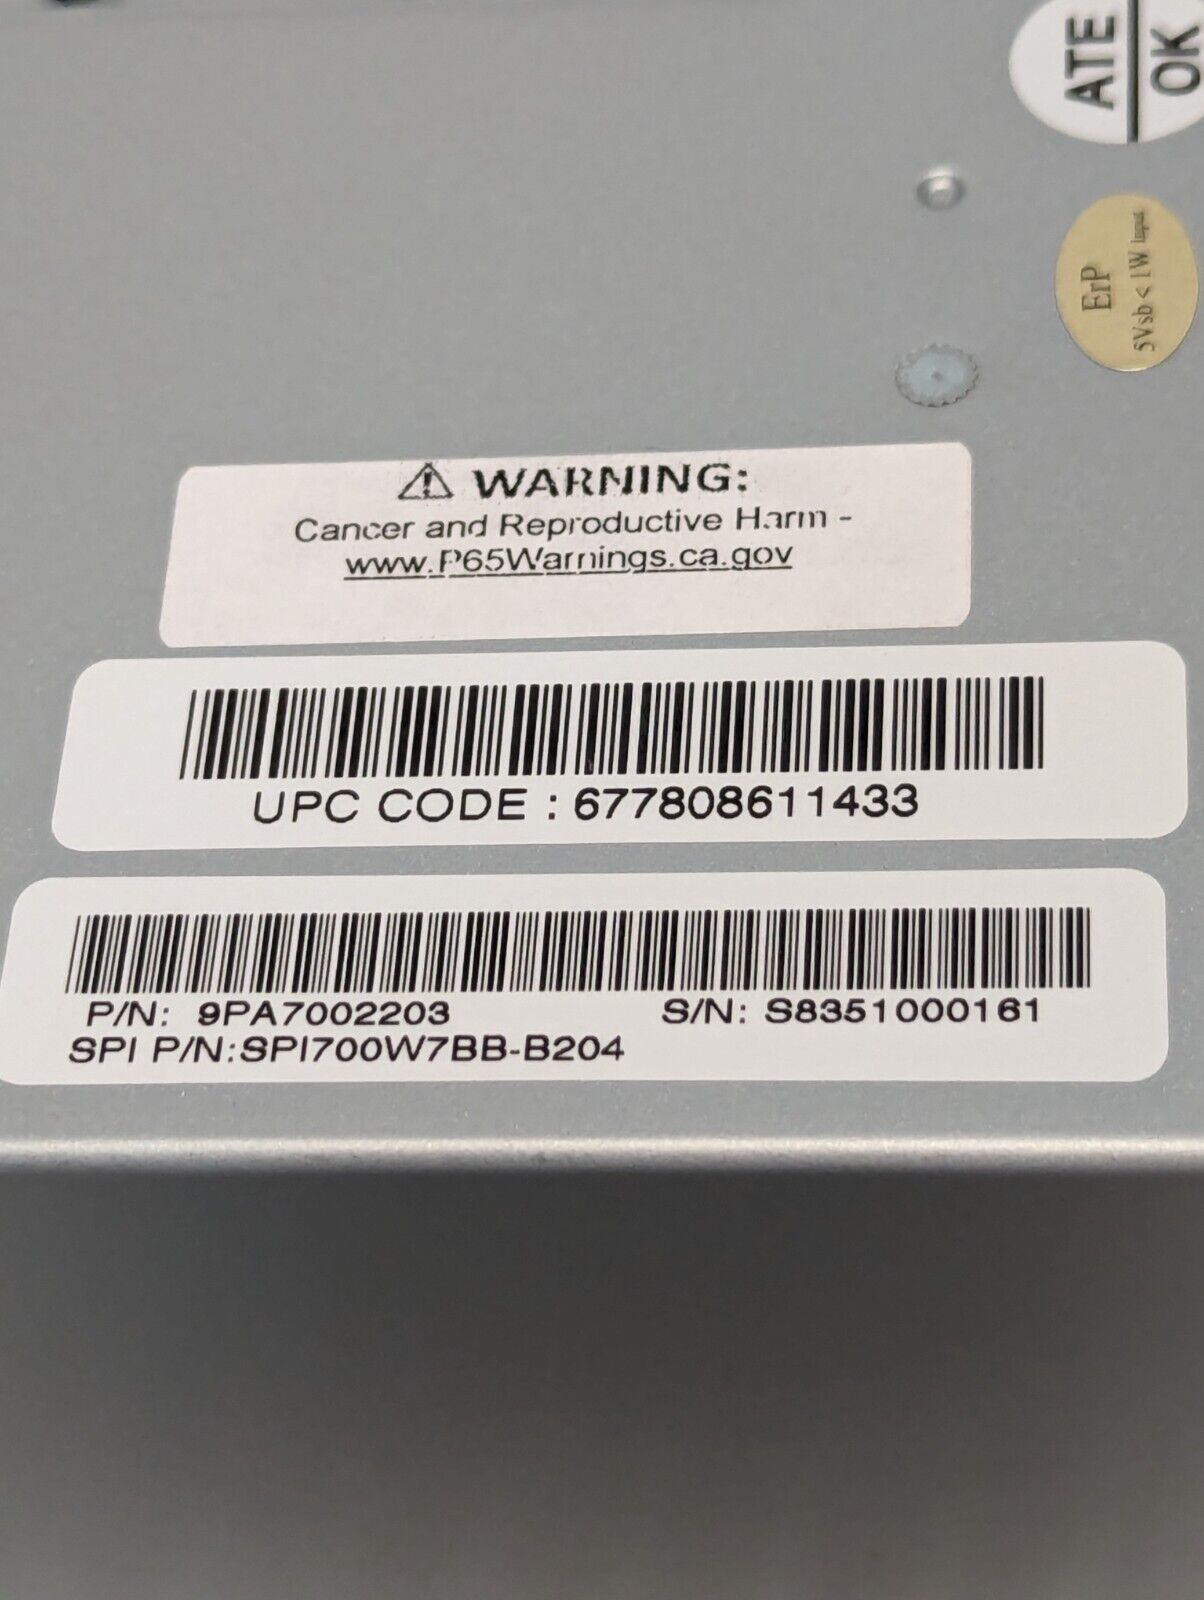 ATE
OK
ErP
5Vsb < 1W Input
WARNING:
Cancer and Reproductive Harm -
www.P65Warnings.ca.gov
UPC CODE : 677808611433
P/N: 9PA7002203 S/N: S8351000161
SPI P/N:SPI700W7BB-B204